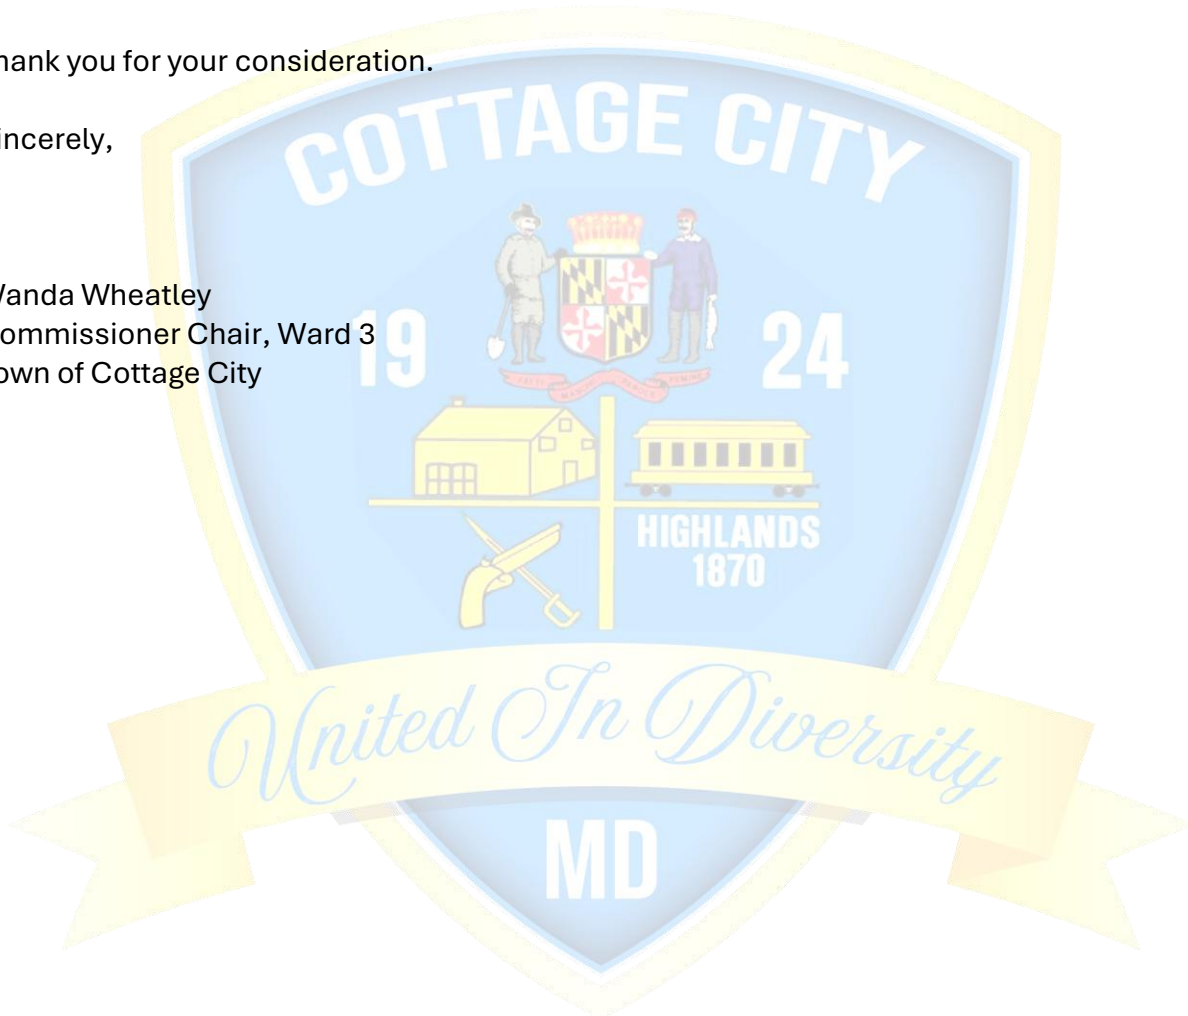 hank you for your consideration.
incerely,
anda Wheatley
ommissioner Chair, Ward 3
own of Cottage City
COTTAGE CITY
19 24
HIGHLANDS
1870
United In Diversity
MD